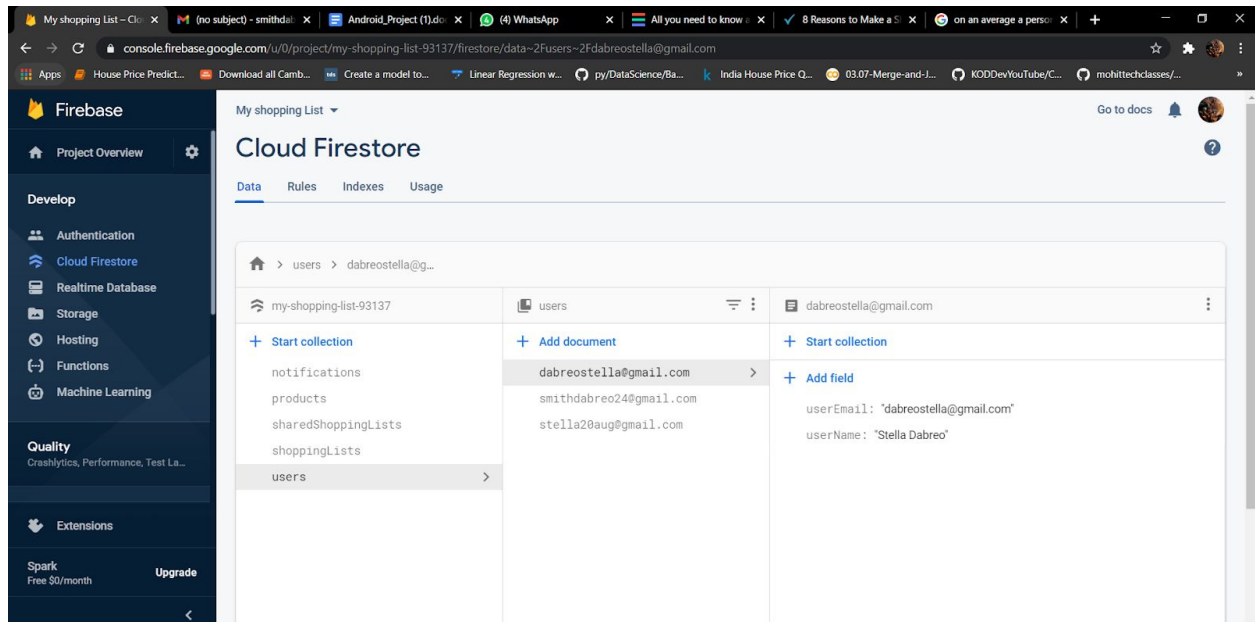 My shopping List – Clo
(no subject) - smithdab
Android_Project (1).do
(4) WhatsApp
All you need to know a
8 Reasons to Make a S
on an average a person
console.firebase.google.com/u/0/project/my-shopping-list-93137/firestore/data~2Fusers~2Fdabreostella@gmail.com
Apps
House Price Predict...
Download all Camb...
Create a model to...
Linear Regression w...
py/DataScience/Ba...
India House Price Q...
03.07-Merge-and-J...
KODDevYouTube/C...
mohittechclasses/...
»
Firebase
My shopping List
Go to docs
Project Overview
Cloud Firestore
Data Rules Indexes Usage
Develop
Authentication
Cloud Firestore
Realtime Database
Storage
Hosting
Functions
Machine Learning
Quality
Crashlytics, Performance, Test La...
Extensions
Spark
Free $0/month
Upgrade
users > dabreostella@g...
my-shopping-list-93137
+ Start collection
notifications
products
sharedShoppingLists
shoppingLists
users
users
+ Add document
dabreostella@gmail.com
smithdabreo24@gmail.com
stella20aug@gmail.com
dabreostella@gmail.com
+ Start collection
+ Add field
userEmail: "dabreostella@gmail.com"
userName: "Stella Dabreo"